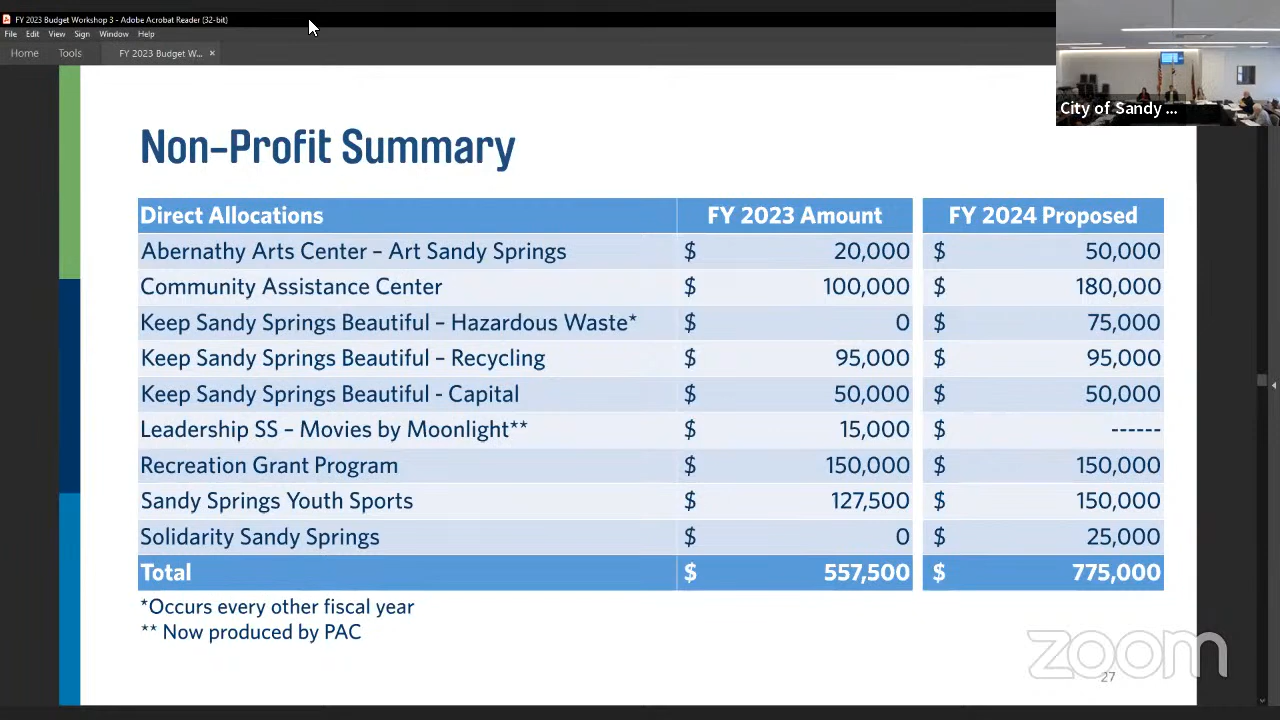 FY 2023 Budget Workshop 3 - Adobe Acrobat Reader (32-bit)
File Edit View Sign Window Help
Home Tools FY 2023 Budget W... ×
City of Sandy ...
Non-Profit Summary
Direct Allocations FY 2023 Amount FY 2024 Proposed
Abernathy Arts Center – Art Sandy Springs $ 20,000 $ 50,000
Community Assistance Center $ 100,000 $ 180,000
Keep Sandy Springs Beautiful – Hazardous Waste* $ 0 $ 75,000
Keep Sandy Springs Beautiful – Recycling $ 95,000 $ 95,000
Keep Sandy Springs Beautiful - Capital $ 50,000 $ 50,000
Leadership SS – Movies by Moonlight** $ 15,000 $ ------
Recreation Grant Program $ 150,000 $ 150,000
Sandy Springs Youth Sports $ 127,500 $ 150,000
Solidarity Sandy Springs $ 0 $ 25,000
Total $ 557,500 $ 775,000
*Occurs every other fiscal year
** Now produced by PAC
zoom
27